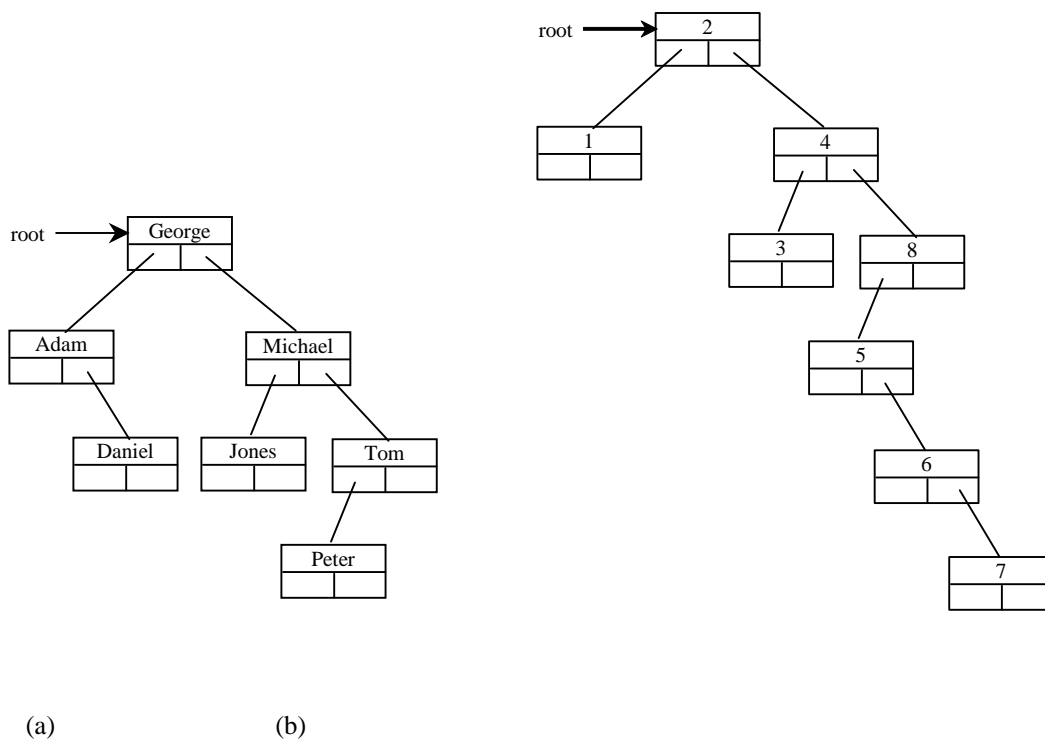 root 2
1 4
3 8
5
6
7
root George
Adam Michael
Daniel Jones Tom
Peter
(a) (b)